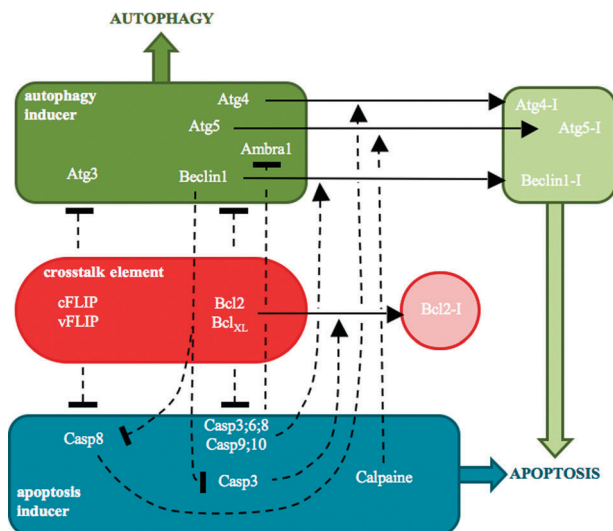 AUTOPHAGY
autophagy
inducer
Atg4
Atg5
Ambra1
Atg3
Beclin1
Atg4-I
Atg5-I
Beclin1-I
crosstalk element
cFLIP
vFLIP
Bcl2
BclXL
Bcl2-I
Casp8
Casp3;6;8
Casp9;10
Casp3
Calpaine
apoptosis
inducer
APOPTOSIS